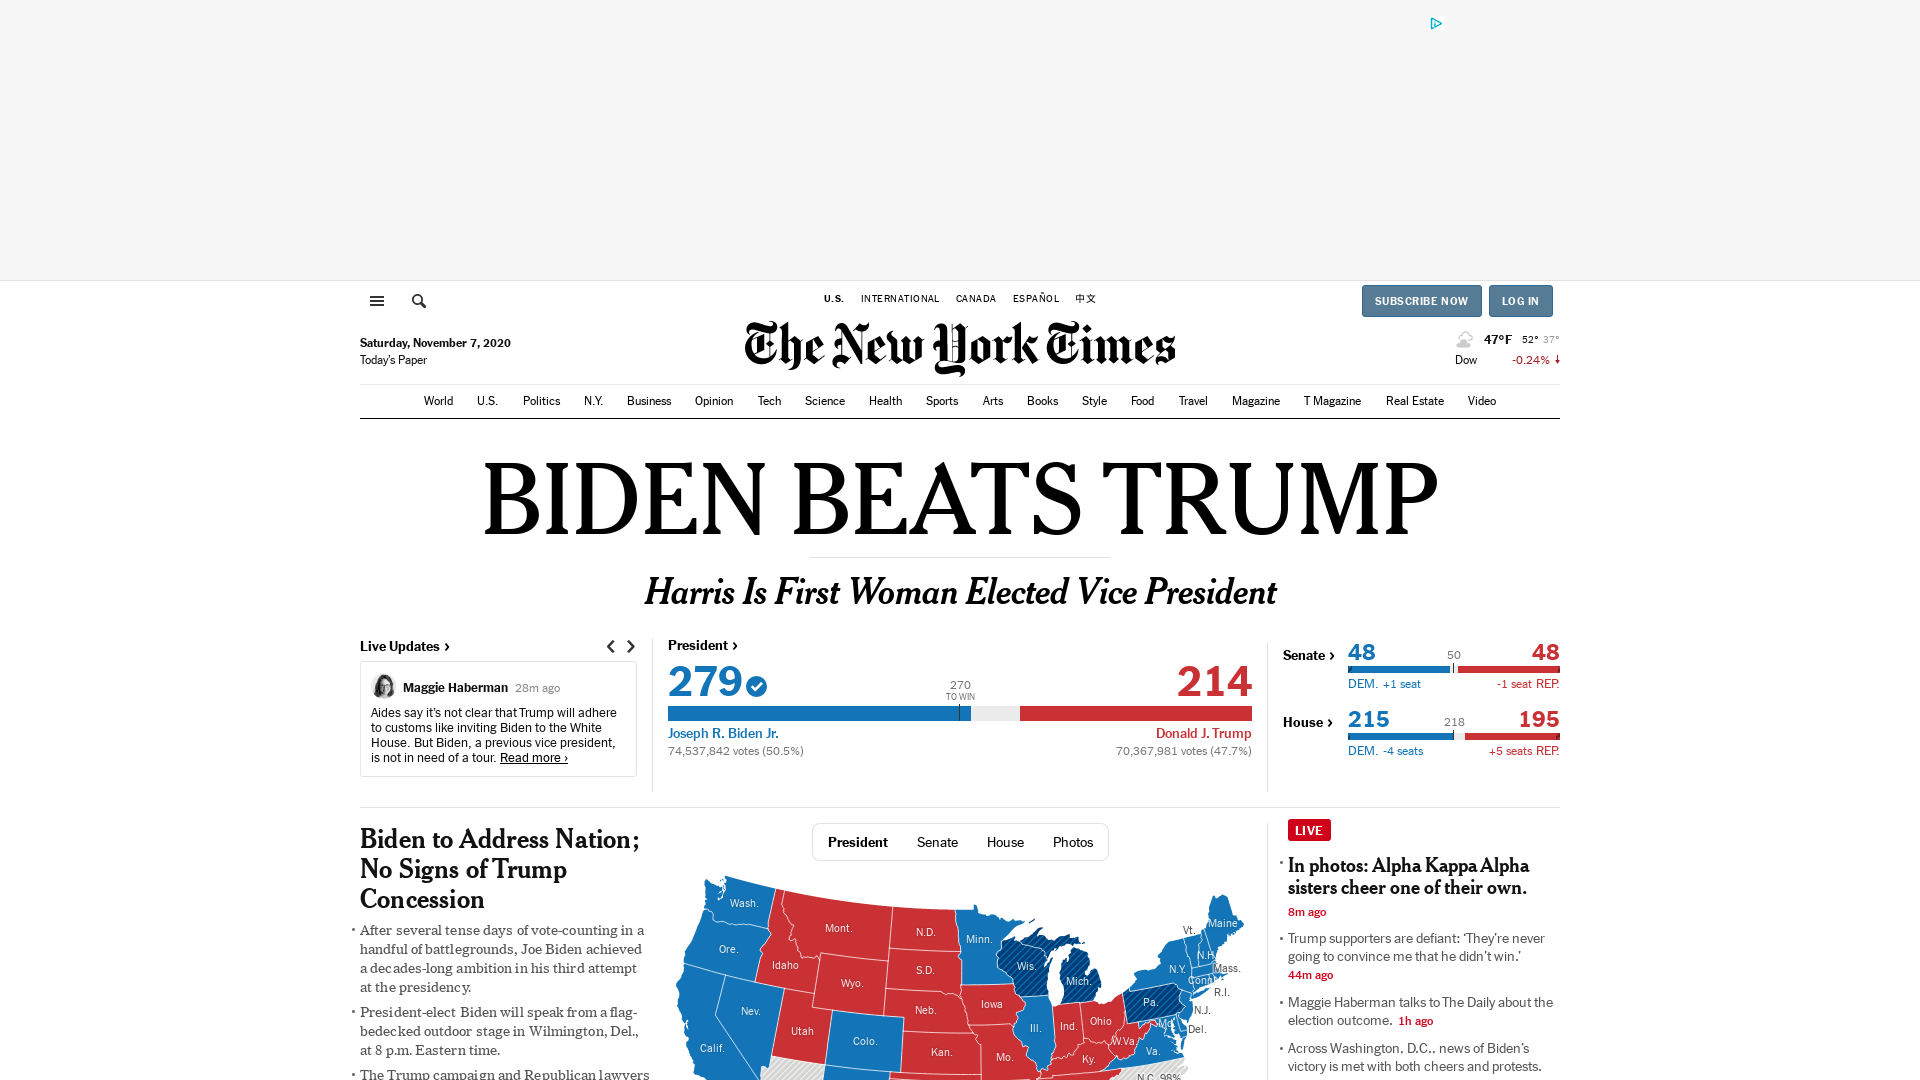 U.S.
INTERNATIONAL
CANADA
ESPAÑOL
中文
SUBSCRIBE NOW
LOG IN
Saturday, November 7, 2020
Today's Paper
The New York Times
47°F 52° 37°
Dow -0.24% ↓
World U.S. Politics N.Y. Business Opinion Tech Science Health Sports Arts Books Style Food Travel Magazine T Magazine Real Estate Video
BIDEN BEATS TRUMP
Harris Is First Woman Elected Vice President
Live Updates ›
Maggie Haberman 28m ago
Aides say it's not clear that Trump will adhere
to customs like inviting Biden to the White
House. But Biden, a previous vice president,
is not in need of a tour. Read more ›
President ›
279
270
TO WIN
214
Joseph R. Biden Jr.
Donald J. Trump
74,537,842 votes (50.5%)
70,367,981 votes (47.7%)
Senate ›
48
50
48
DEM. +1 seat
-1 seat REP.
House ›
215
218
195
DEM. -4 seats
+5 seats REP.
Biden to Address Nation;
No Signs of Trump
Concession
• After several tense days of vote-counting in a
handful of battlegrounds, Joe Biden achieved
a decades-long ambition in his third attempt
at the presidency.
• President-elect Biden will speak from a flag-
bedecked outdoor stage in Wilmington, Del.,
at 8 p.m. Eastern time.
• The Trump campaign and Republican lawyers
President
Senate
House
Photos
Wash.
Mont.
N.D.
Minn.
Maine
Vt.
Ore.
Idaho
S.D.
Wis.
N.Y.
N.H.
Mass.
Wyo.
Mich.
Conn.
R.I.
Nev.
Neb.
Iowa
Pa.
N.J.
Utah
Colo.
Ill.
Ind.
Ohio
Md.
Del.
Calif.
Kan.
Mo.
Ky.
W.Va.
Va.
N.C. 98%
LIVE
• In photos: Alpha Kappa Alpha
sisters cheer one of their own.
8m ago
• Trump supporters are defiant: ‘They're never
going to convince me that he didn't win.’
44m ago
• Maggie Haberman talks to The Daily about the
election outcome. 1h ago
• Across Washington, D.C., news of Biden's
victory is met with both cheers and protests.